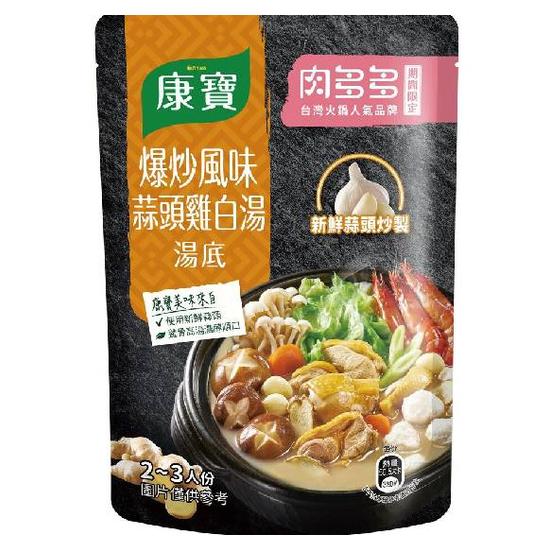 康寶
肉多多
台灣火鍋人氣品牌
期間限定
爆炒風味
蒜頭雞白湯
湯底
新鮮蒜頭炒製
康寶美味來自
使用新鮮蒜頭
2~3人份
圖片僅供參考
熱量